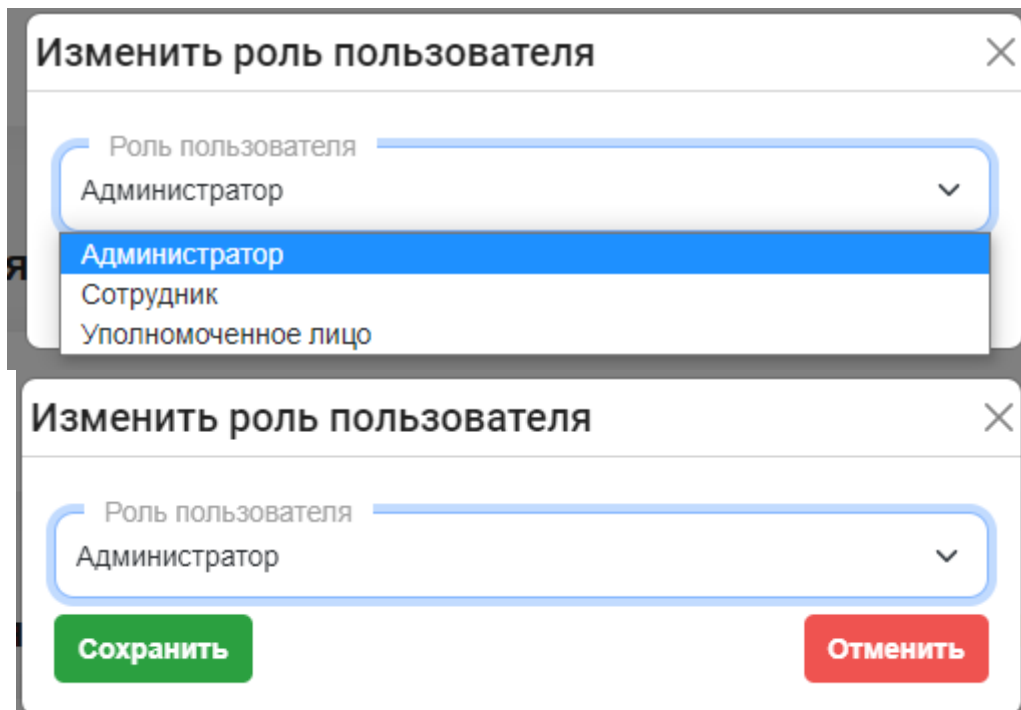 Изменить роль пользователя
Роль пользователя
Администратор
Администратор
Сотрудник
Уполномоченное лицо
Изменить роль пользователя
Роль пользователя
Администратор
Сохранить
Отменить